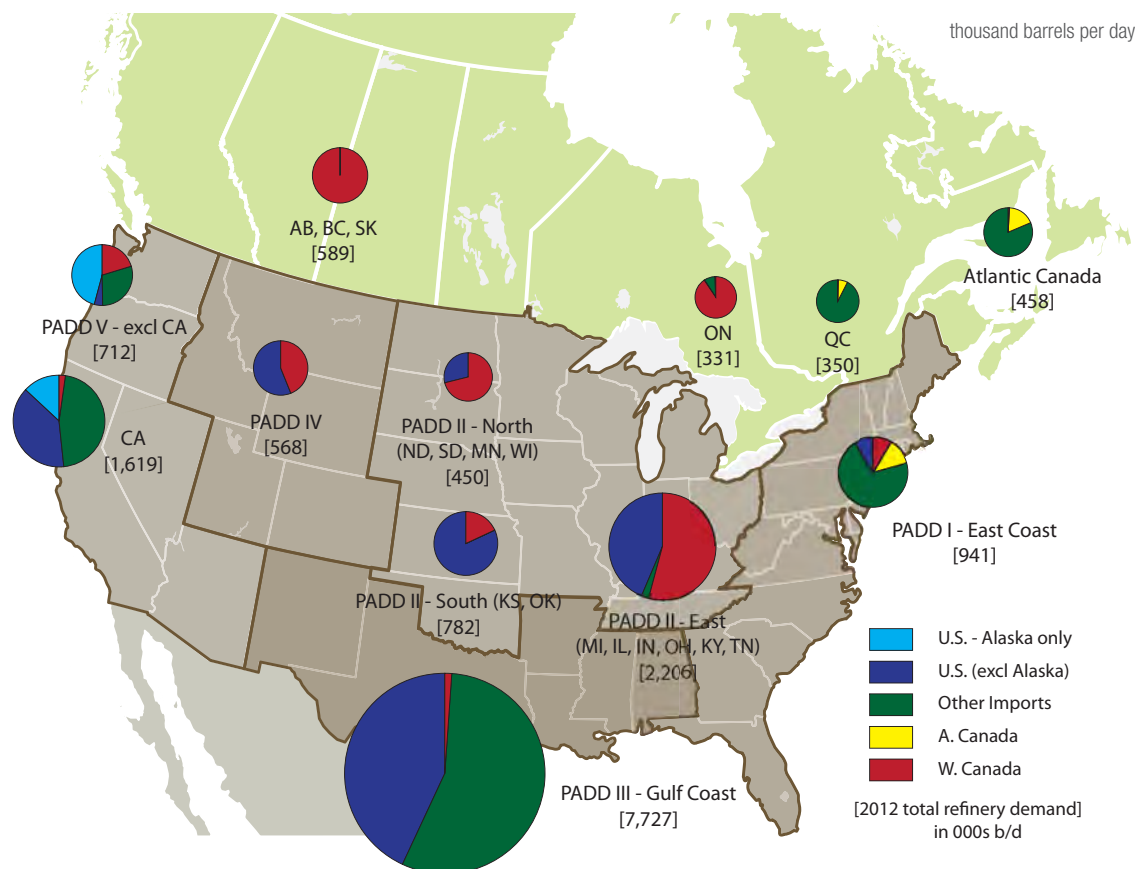 thousand barrels per day
AB, BC, SK
[589]
Atlantic Canada
[458]
ON
[331]
QC
[350]
PADD V - excl CA
[712]
PADD IV
[568]
PADD II - North
(ND, SD, MN, WI)
[450]
CA
[1,619]
PADD I - East Coast
[941]
PADD II - South (KS, OK)
[782]
PADD II - East
(MI, IL, IN, OH, KY, TN)
[2,206]
PADD III - Gulf Coast
[7,727]
U.S. - Alaska only
U.S. (excl Alaska)
Other Imports
A. Canada
W. Canada
[2012 total refinery demand]
in 000s b/d